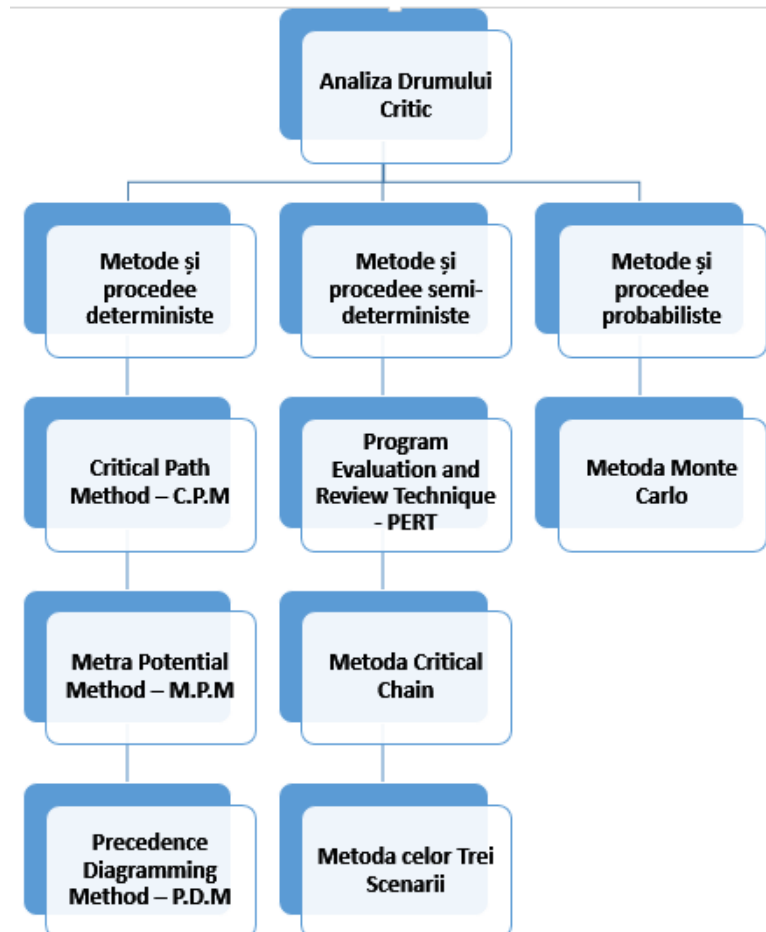 Analiza Drumului
Critic
Metode și
procedee
deterministe
Metode și
procedee semi-
deterministe
Metode și
procedee
probabiliste
Critical Path
Method – C.P.M
Program
Evaluation and
Review Technique
- PERT
Metoda Monte
Carlo
Metra Potential
Method – M.P.M
Metoda Critical
Chain
Precedence
Diagramming
Method – P.D.M
Metoda celor Trei
Scenarii